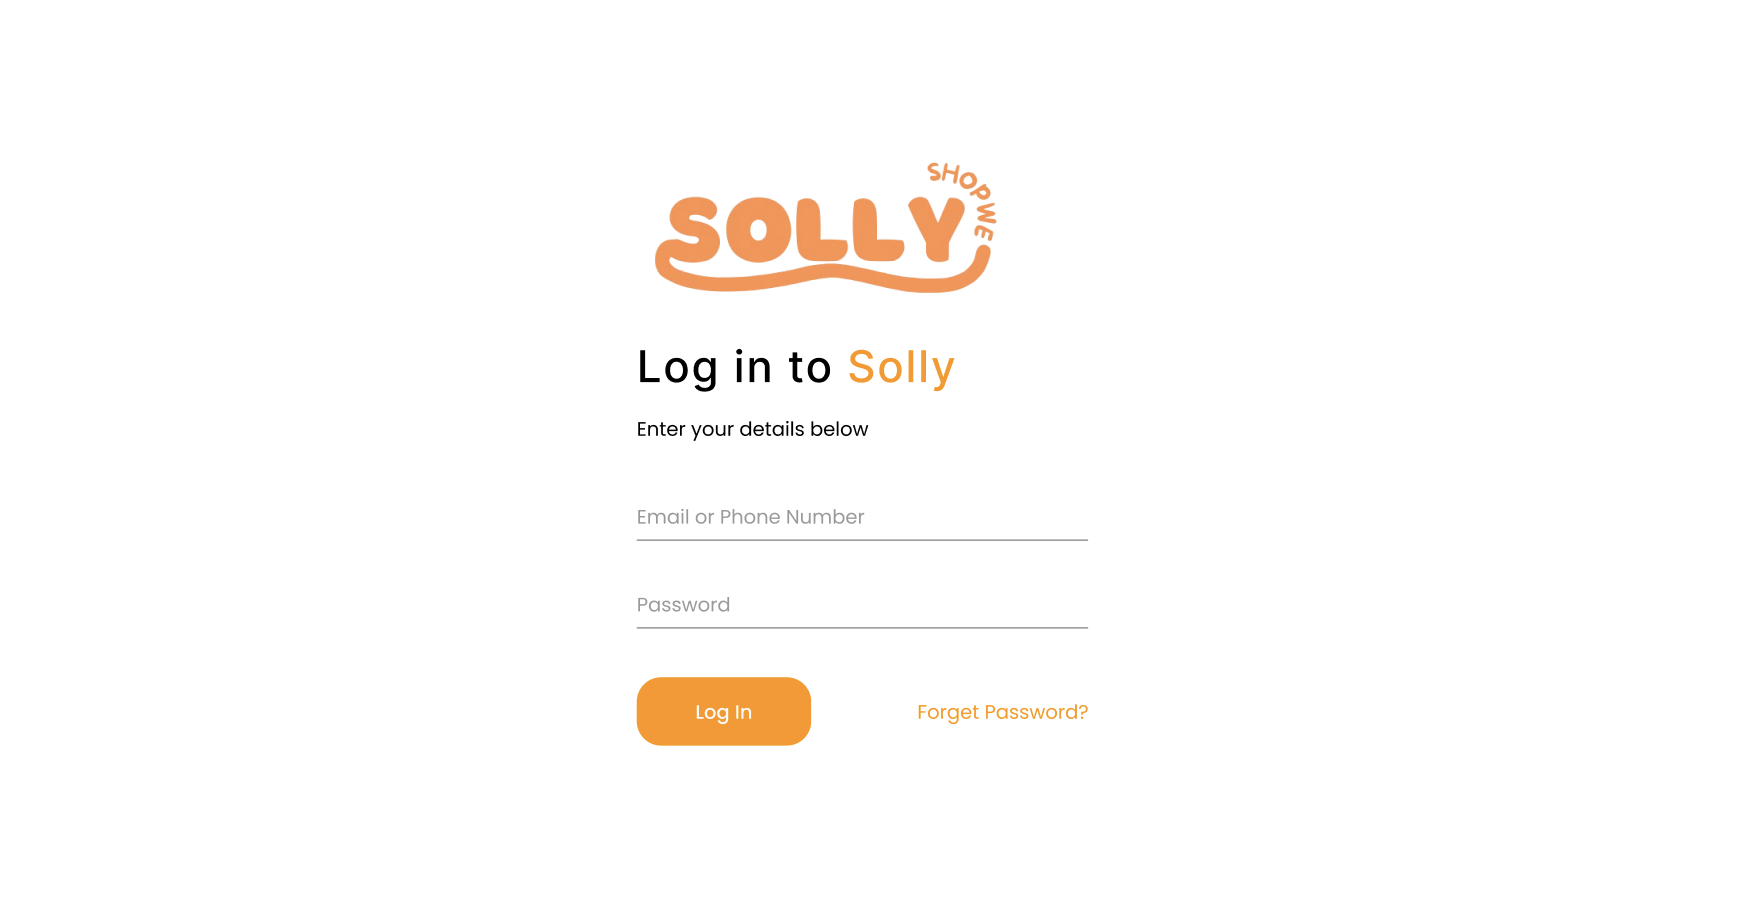 SHOPWE
SOLLY
Log in to Solly
Enter your details below
Email or Phone Number
Password
Log In
Forget Password?